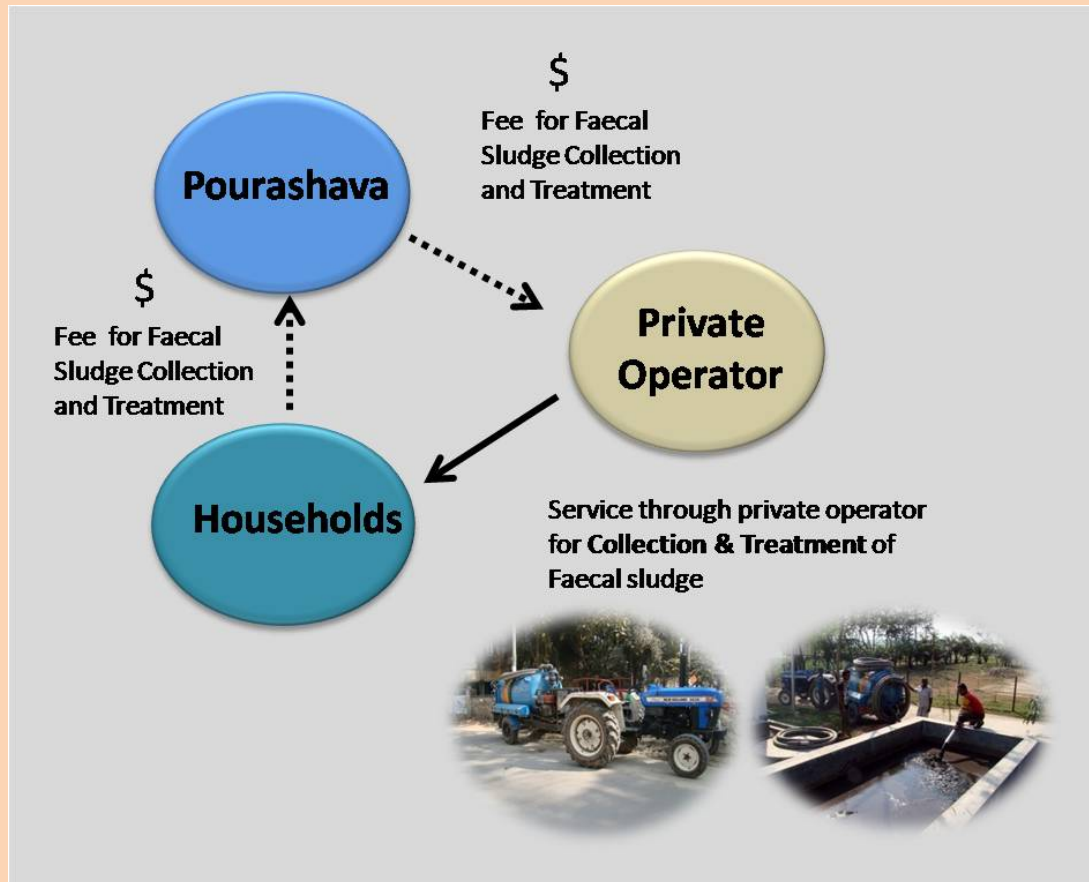 $
Fee for Faecal
Sludge Collection
and Treatment
Pourashava
$
Fee for Faecal
Sludge Collection
and Treatment
Private
Operator
Households
Service through private operator
for Collection & Treatment of
Faecal sludge